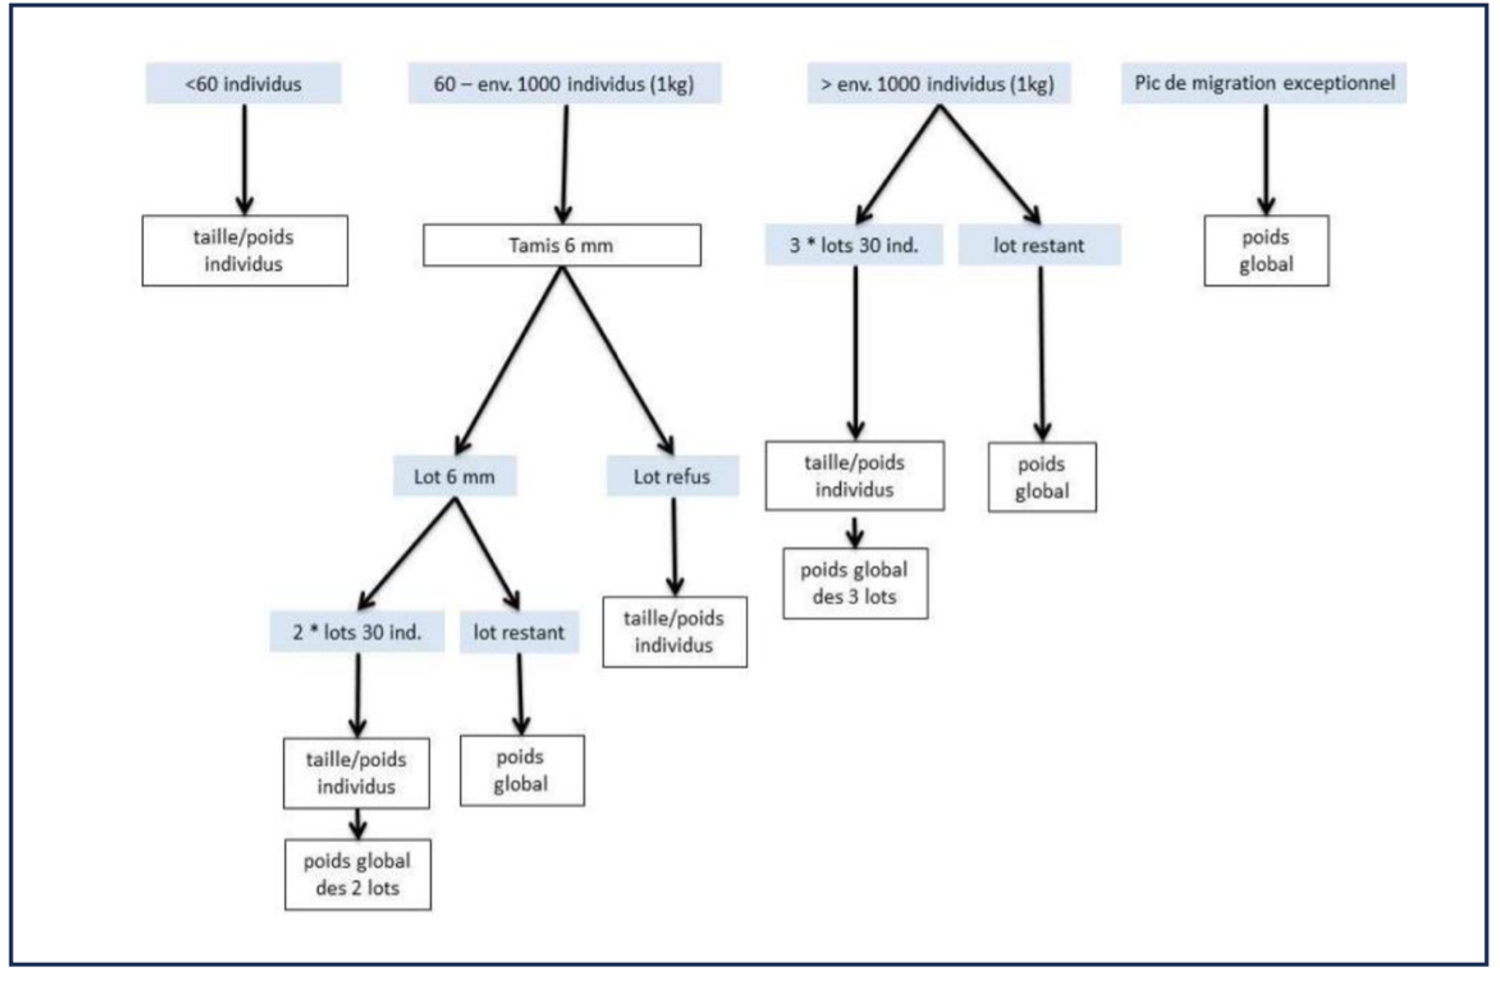 <60 individus
60 – env. 1000 individus (1kg)
> env. 1000 individus (1kg)
Pic de migration exceptionnel
taille/poids
individus
Tamis 6 mm
3 * lots 30 ind.
lot restant
poids
global
Lot 6 mm
Lot refus
taille/poids
individus
poids
global
poids global
des 3 lots
2 * lots 30 ind.
lot restant
taille/poids
individus
taille/poids
individus
poids
global
poids global
des 2 lots